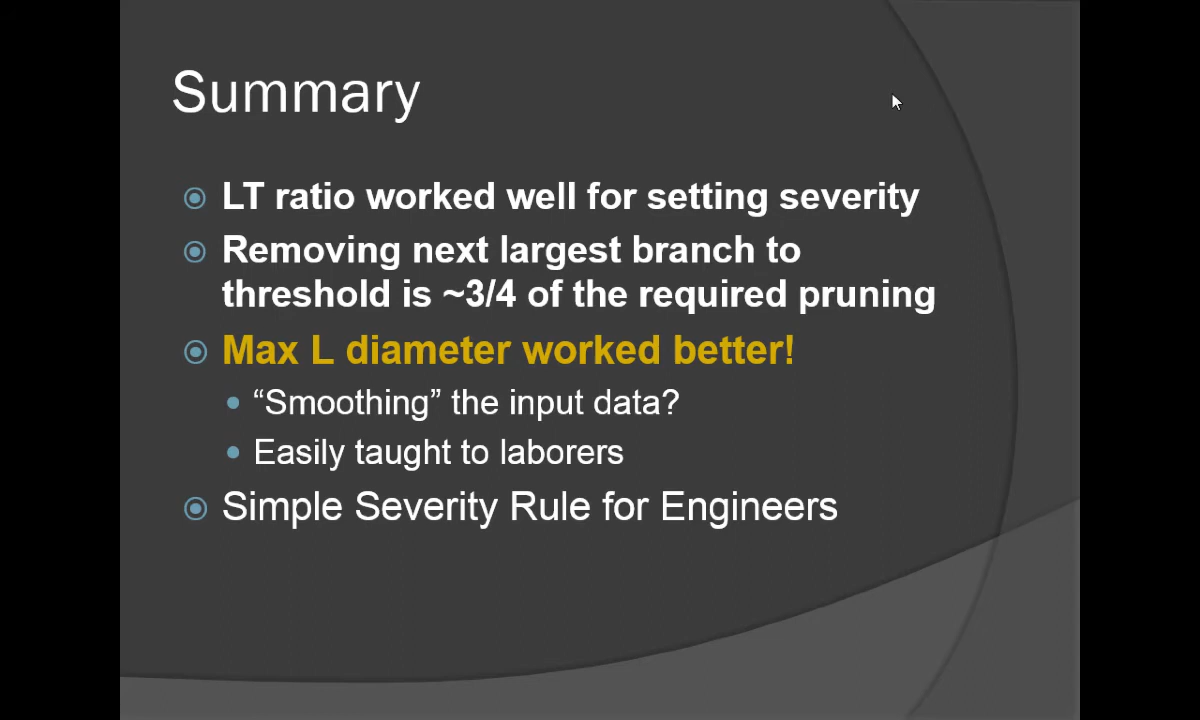 Summary
LT ratio worked well for setting severity
Removing next largest branch to
threshold is ~3/4 of the required pruning
Max L diameter worked better!
“Smoothing” the input data?
Easily taught to laborers
Simple Severity Rule for Engineers